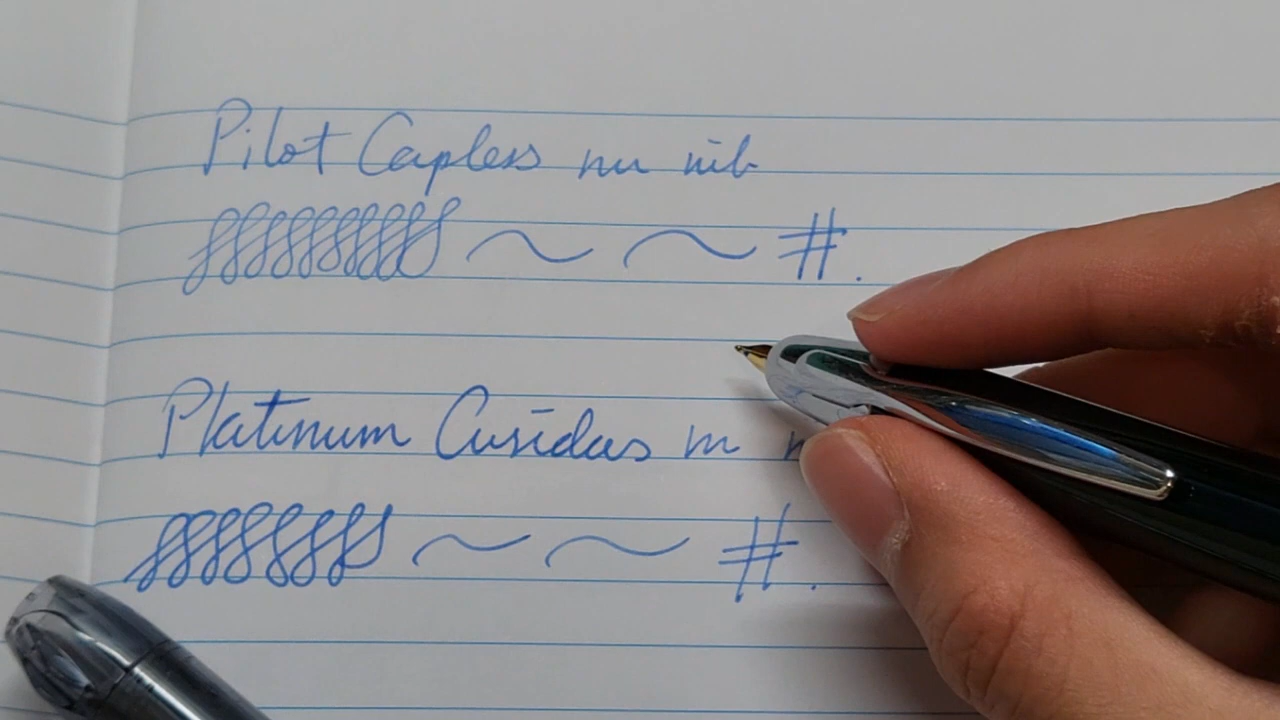 Pilot Capless m nib
~ ~ #.
Platinum Curidas m
~ ~ #.